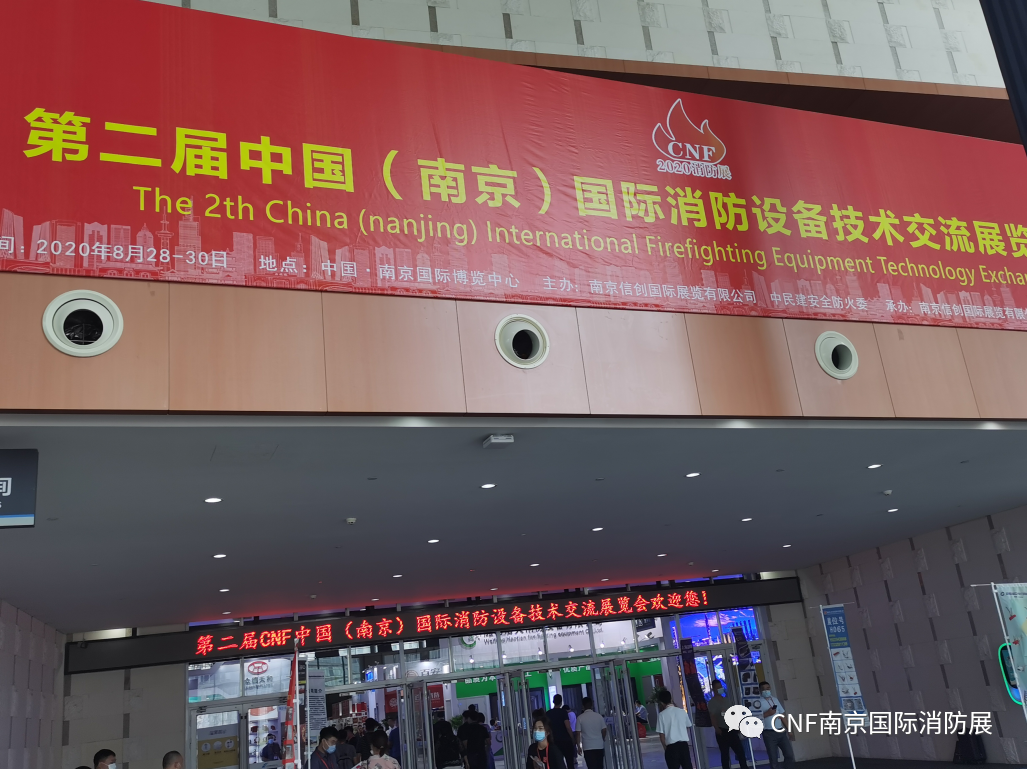 CNF
2020消防展
第二届中国（南京）国际消防设备技术交流展览
The 2th China (nanjing) International Firefighting Equipment Technology Excha
间：2020年8月28-30日 地点：中国·南京国际博览中心 主办：南京信创国际展览有限公司 中民建安全防火委 承办：南京信创国际展览有限
间
第二届CNF中国（南京）国际消防设备技术交流展览会欢迎您！
CNF南京国际消防展